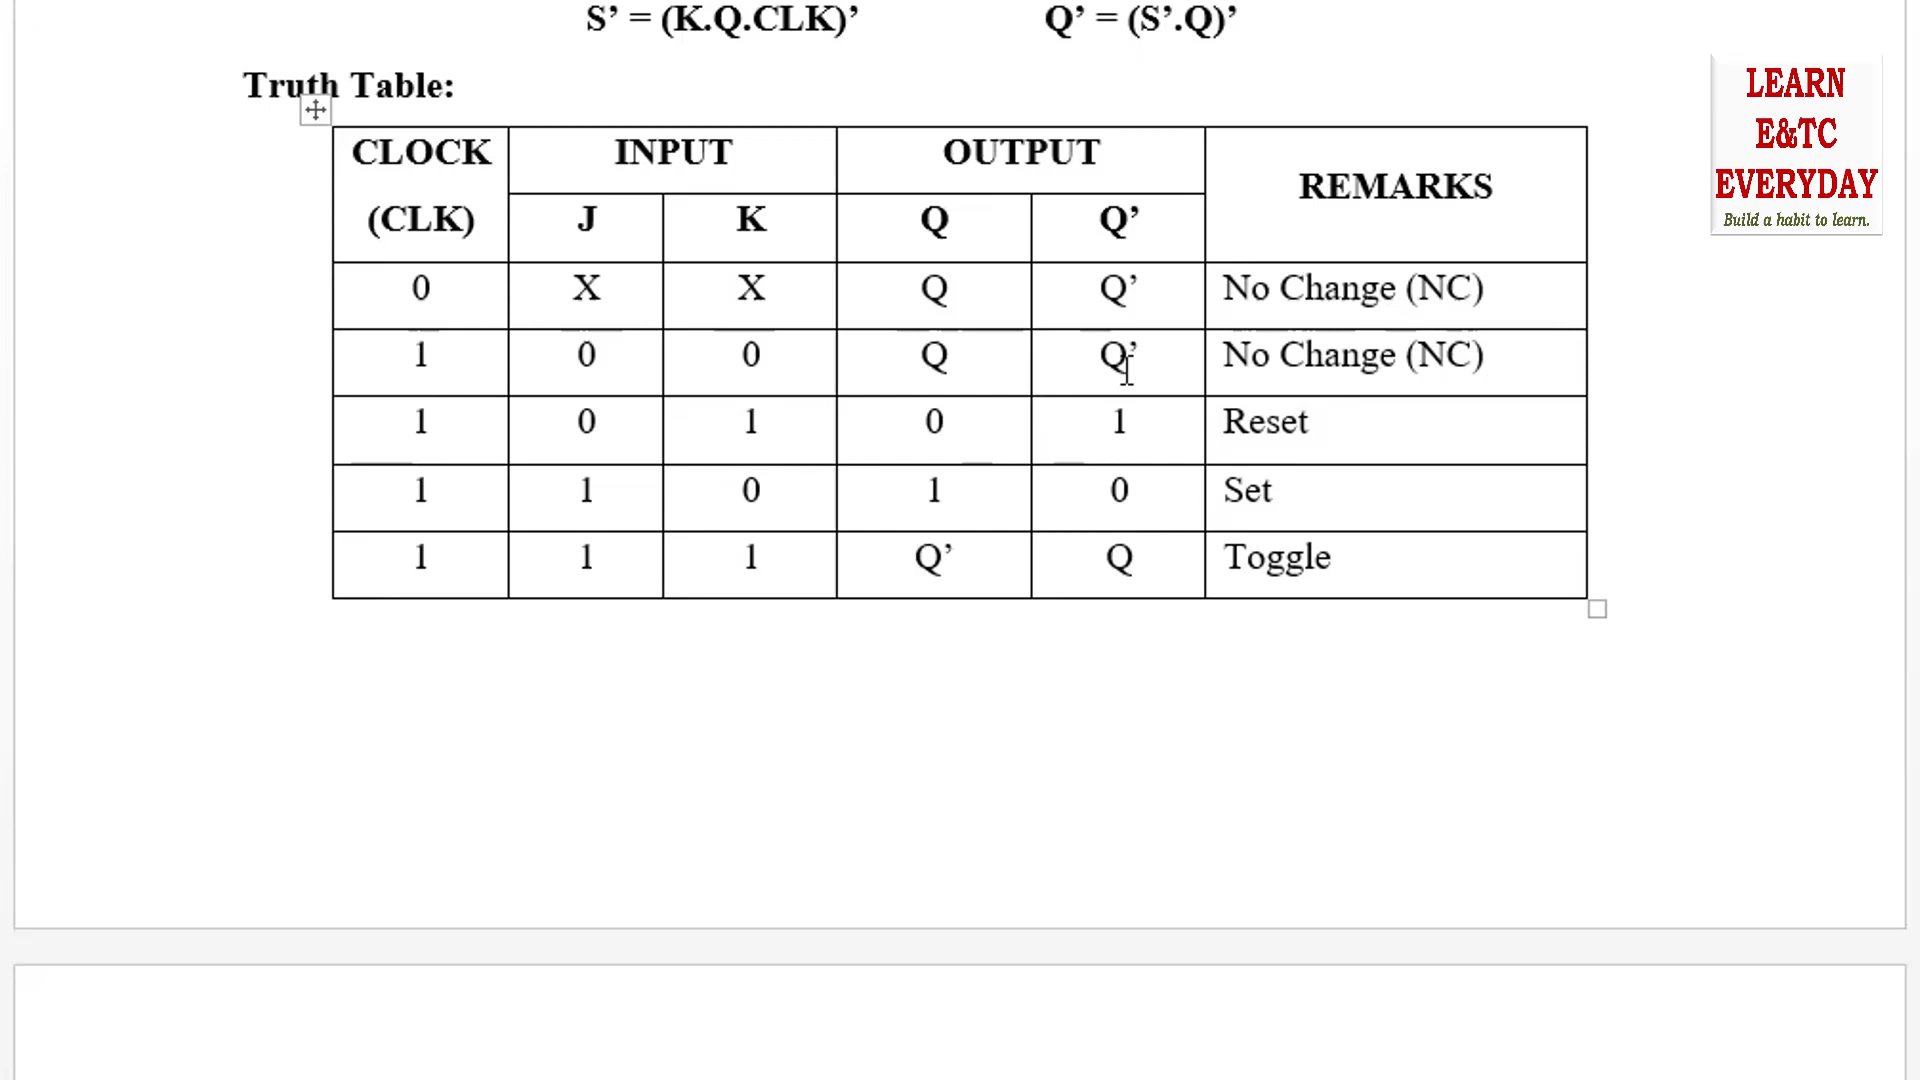 S’ = (K.Q.CLK)’ Q’ = (S’.Q)’
Truth Table:
LEARN
E&TC
EVERYDAY
Build a habit to learn.
CLOCK (CLK) INPUT OUTPUT REMARKS
J K Q Q’
0 X X Q Q’ No Change (NC)
1 0 0 Q Q’ No Change (NC)
1 0 1 0 1 Reset
1 1 0 1 0 Set
1 1 1 Q’ Q Toggle